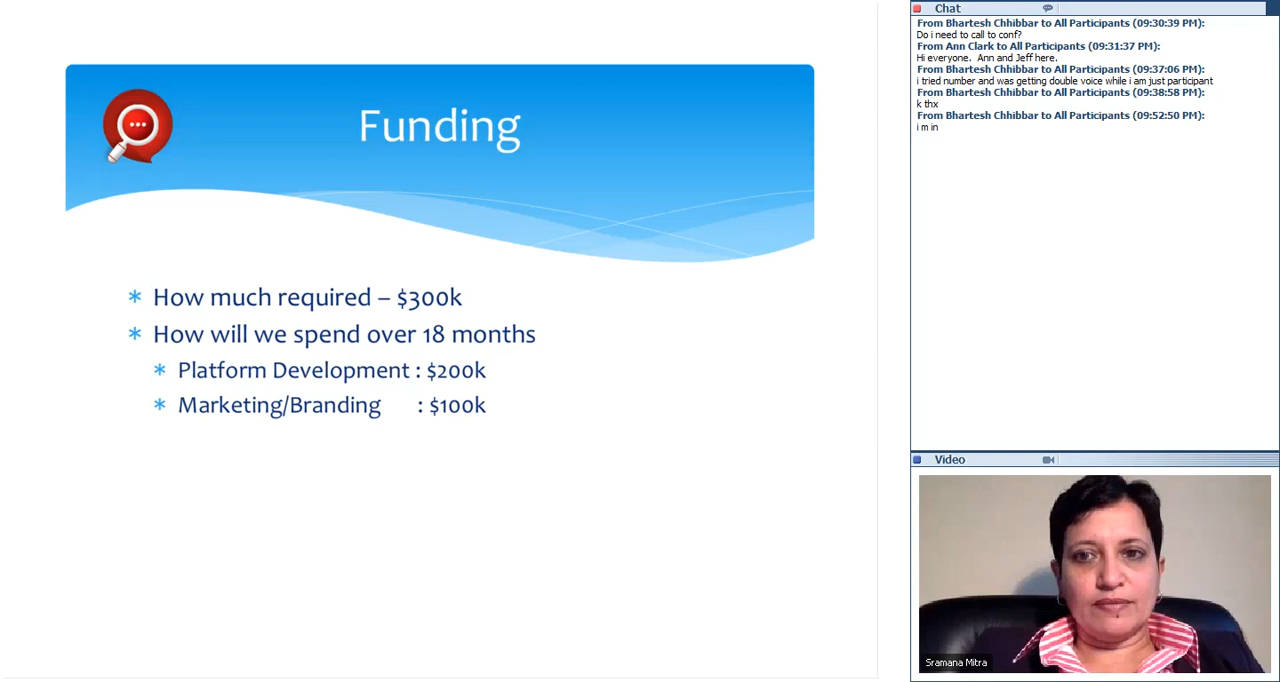 Funding
* How much required – $300k
* How will we spend over 18 months
* Platform Development : $200k
* Marketing/Branding : $100k
Chat
From Bhartesh Chhibbar to All Participants (09:30:39 PM):
Do i need to call to conf?
From Ann Clark to All Participants (09:31:37 PM):
Hi everyone. Ann and Jeff here.
From Bhartesh Chhibbar to All Participants (09:37:06 PM):
i tried number and was getting double voice while i am just participant
From Bhartesh Chhibbar to All Participants (09:38:58 PM):
k thx
From Bhartesh Chhibbar to All Participants (09:52:50 PM):
i m in
Video
Sramana Mitra